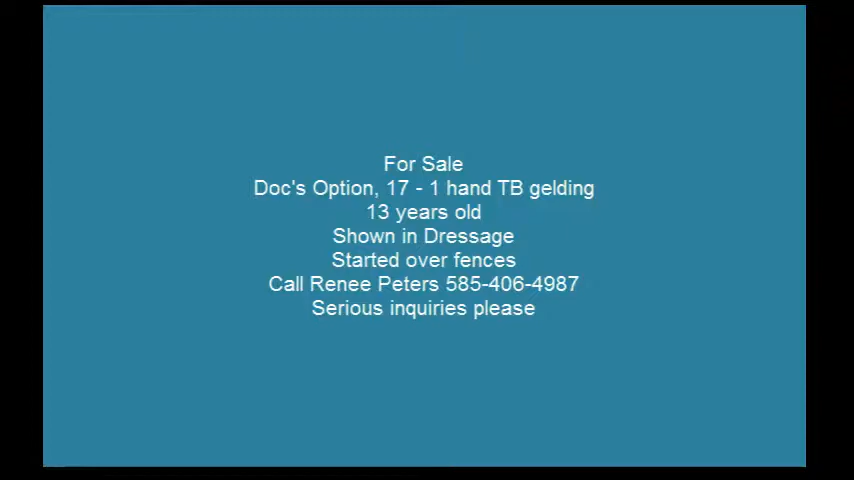 For Sale
Doc's Option, 17 - 1 hand TB gelding
13 years old
Shown in Dressage
Started over fences
Call Renee Peters 585-406-4987
Serious inquiries please